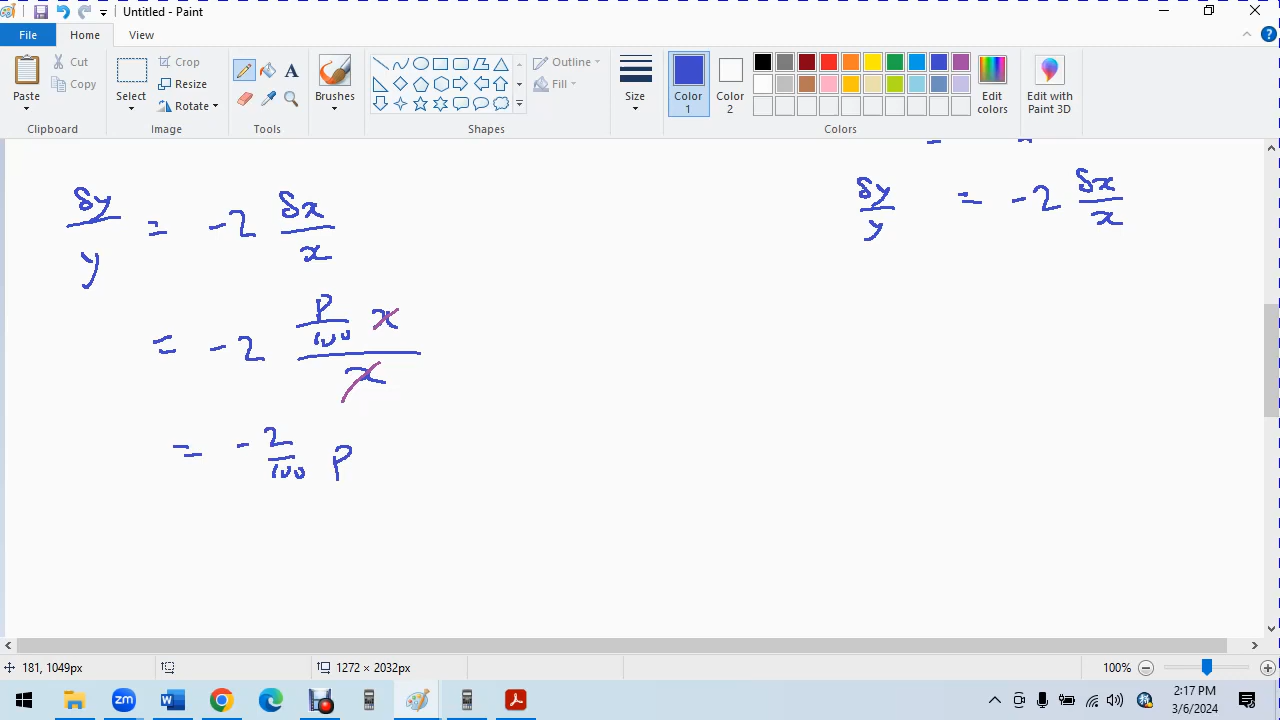 Untitled - Paint
File Home View
Paste Cut Copy Clipboard
Select Crop Resize Rotate Image
Tools
Brushes
Shapes Outline Fill
Size
Color 1 Color 2 Edit colors Colors
Edit with Paint 3D
δy/y = -2 δx/x
= -2 (P/100 x)/x
= -2/100 P
δy/y = -2 δx/x
181, 1049px
1272 × 2032px
100%
zm
W
2:17 PM
3/6/2024